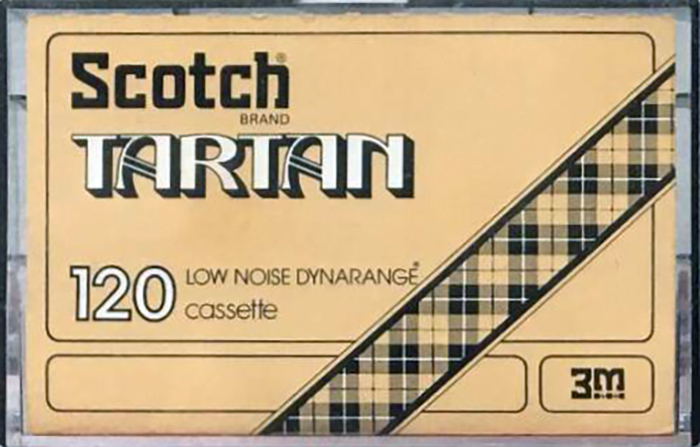 Scotch®
BRAND
TARTAN
120 LOW NOISE DYNARANGE®
cassette
3M